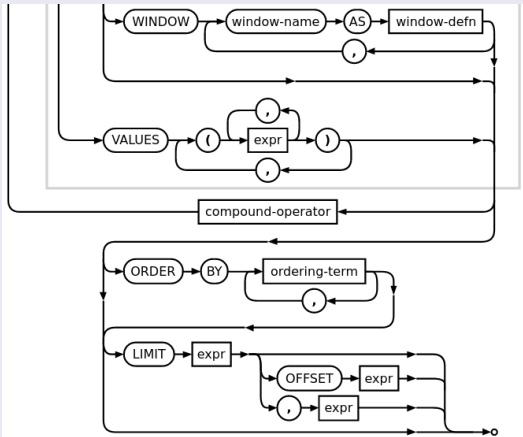 WINDOW window-name AS window-defn
,
,
VALUES ( expr )
,
compound-operator
ORDER BY ordering-term
,
LIMIT expr
OFFSET expr
, expr